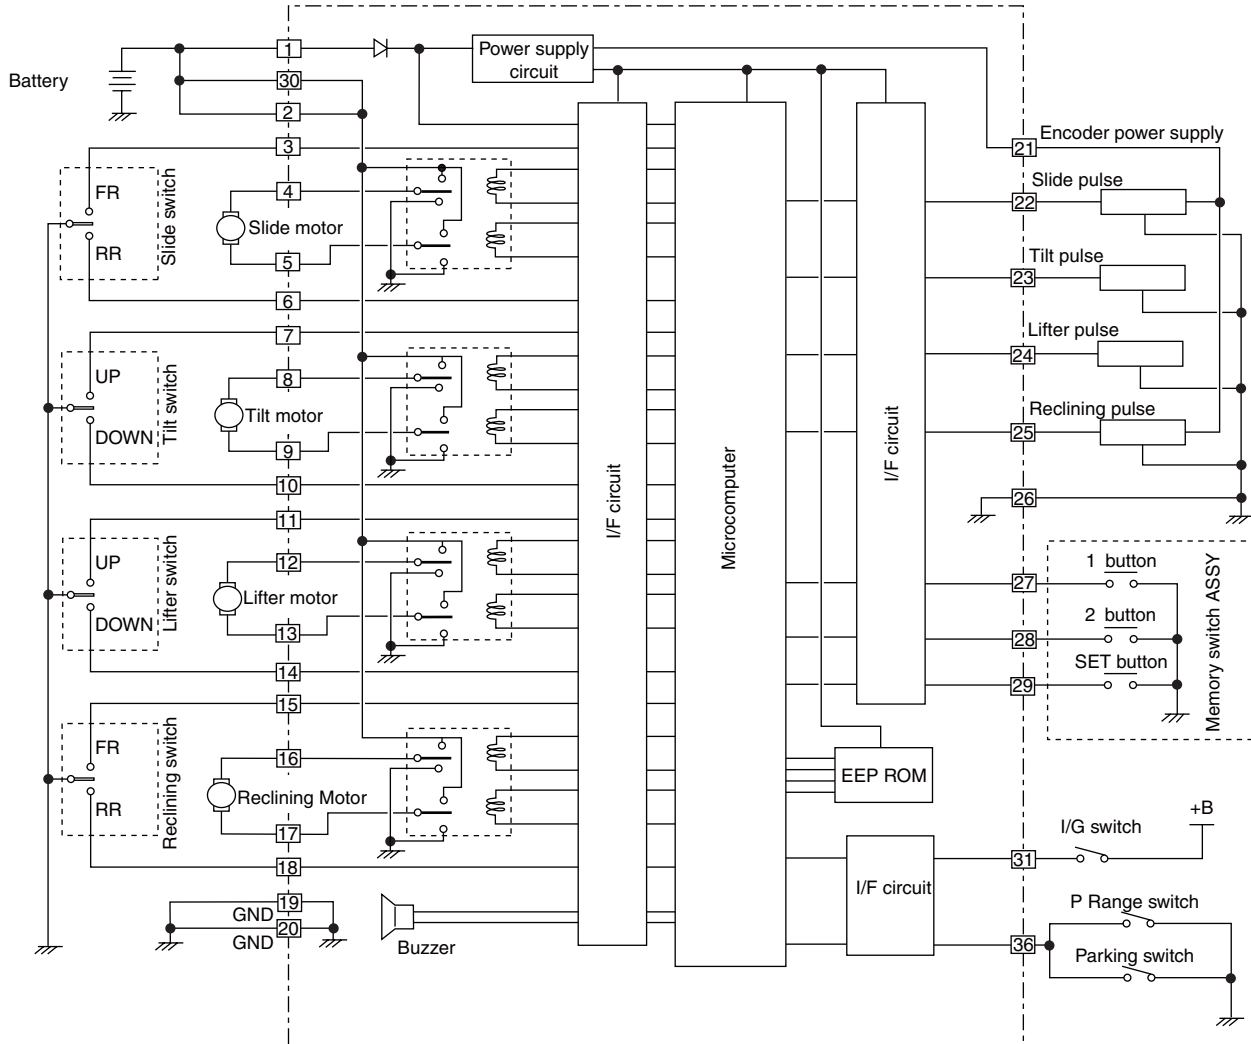 Battery
1
30
2
3
4
5
6
7
8
9
10
11
12
13
14
15
16
17
18
19
20
GND
GND
FR
RR
Slide switch
Slide motor
UP
DOWN
Tilt switch
Tilt motor
UP
DOWN
Lifter switch
Lifter motor
FR
RR
Reclining switch
Reclining Motor
Buzzer
Power supply
circuit
I/F circuit
Microcomputer
I/F circuit
EEP ROM
I/F circuit
21
22
23
24
25
26
27
28
29
31
36
Encoder power supply
Slide pulse
Tilt pulse
Lifter pulse
Reclining pulse
1 button
2 button
SET button
Memory switch ASSY
I/G switch
+B
P Range switch
Parking switch